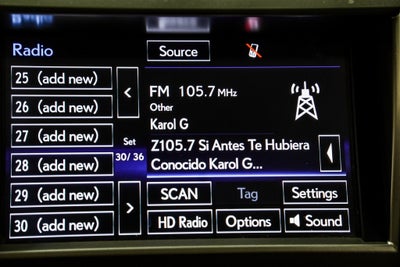 Radio
Source
25 (add new)
26 (add new)
27 (add new)
28 (add new)
29 (add new)
30 (add new)
Set
30/36
FM 105.7 MHz
Other
Karol G
Z105.7 Si Antes Te Hubiera
Conocido Karol G...
SCAN
Tag
Settings
HD Radio
Options
Sound